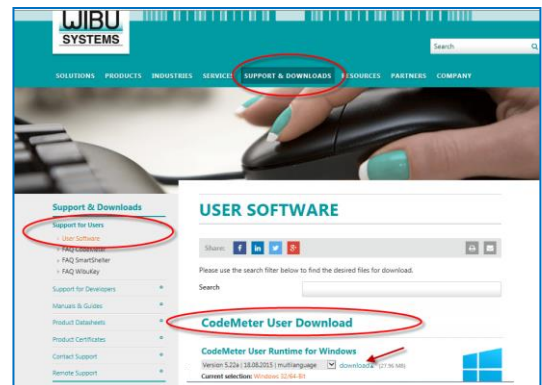 WIBU
SYSTEMS
Search
SOLUTIONS PRODUCTS INDUSTRIES SERVICES SUPPORT & DOWNLOADS RESOURCES PARTNERS COMPANY
Support & Downloads
Support for Users
User Software
FAQ CodeMeter
FAQ SmartShelter
FAQ WibuKey
Support for Developers
Manuals & Guides
Product Datasheets
Product Certificates
Contact Support
Remote Support
USER SOFTWARE
Share:
Please use the search filter below to find the desired files for download.
Search
CodeMeter User Download
CodeMeter User Runtime for Windows
Version 5.22a | 18.08.2015 | multilanguage download (27.96 MB)
Current selection: Windows 32/64-Bit